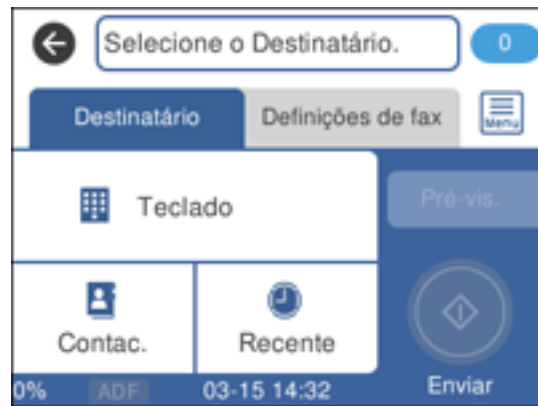 Selecione o Destinatário.
0
Destinatário
Definições de fax
Menu
Teclado
Pré-vis.
Contac.
Recente
0%
ADF
03-15 14:32
Enviar